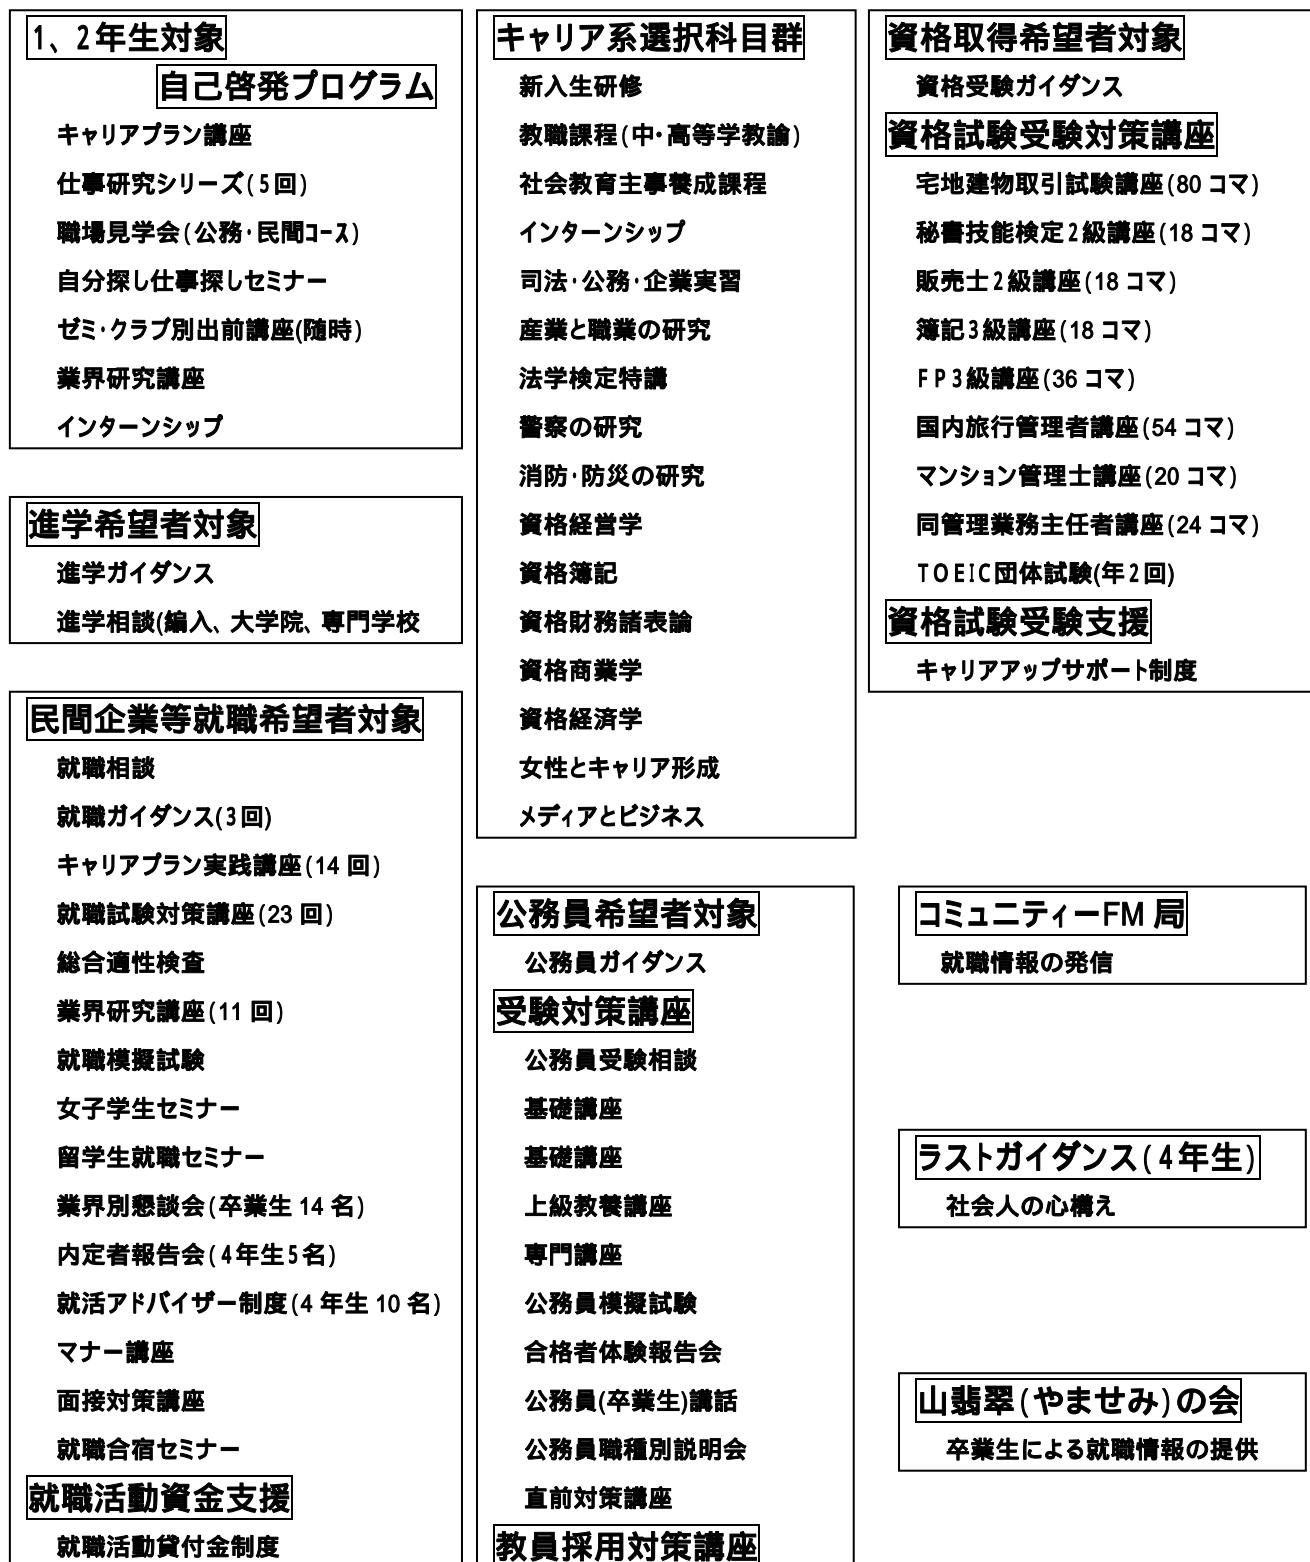 1、2年生対象
自己啓発プログラム
キャリアプラン講座
仕事研究シリーズ(5回)
職場見学会(公務・民間コース)
自分探し仕事探しセミナー
ゼミ・クラブ別出前講座(随時)
業界研究講座
インターンシップ
進学希望者対象
進学ガイダンス
進学相談(編入、大学院、専門学校
民間企業等就職希望者対象
就職相談
就職ガイダンス(3回)
キャリアプラン実践講座(14 回)
就職試験対策講座(23 回)
総合適性検査
業界研究講座(11 回)
就職模擬試験
女子学生セミナー
留学生就職セミナー
業界別懇談会(卒業生 14 名)
内定者報告会(4年生5名)
就活アドバイザー制度(4 年生 10 名)
マナー講座
面接対策講座
就職合宿セミナー
就職活動資金支援
就職活動貸付金制度
キャリア系選択科目群
新入生研修
教職課程(中・高等学教諭)
社会教育主事養成課程
インターンシップ
司法・公務・企業実習
産業と職業の研究
法学検定特講
警察の研究
消防・防災の研究
資格経営学
資格簿記
資格財務諸表論
資格商業学
資格経済学
女性とキャリア形成
メディアとビジネス
公務員希望者対象
公務員ガイダンス
受験対策講座
公務員受験相談
基礎講座
基礎講座
上級教養講座
専門講座
公務員模擬試験
合格者体験報告会
公務員(卒業生)講話
公務員職種別説明会
直前対策講座
教員採用対策講座
資格取得希望者対象
資格受験ガイダンス
資格試験受験対策講座
宅地建物取引試験講座(80 コマ)
秘書技能検定2級講座(18 コマ)
販売士2級講座(18 コマ)
簿記3級講座(18 コマ)
FP3級講座(36 コマ)
国内旅行管理者講座(54 コマ)
マンション管理士講座(20 コマ)
同管理業務主任者講座(24 コマ)
TOEIC団体試験(年2回)
資格試験受験支援
キャリアアップサポート制度
コミュニティーFM 局
就職情報の発信
ラストガイダンス(4年生)
社会人の心構え
山翡翠(やませみ)の会
卒業生による就職情報の提供